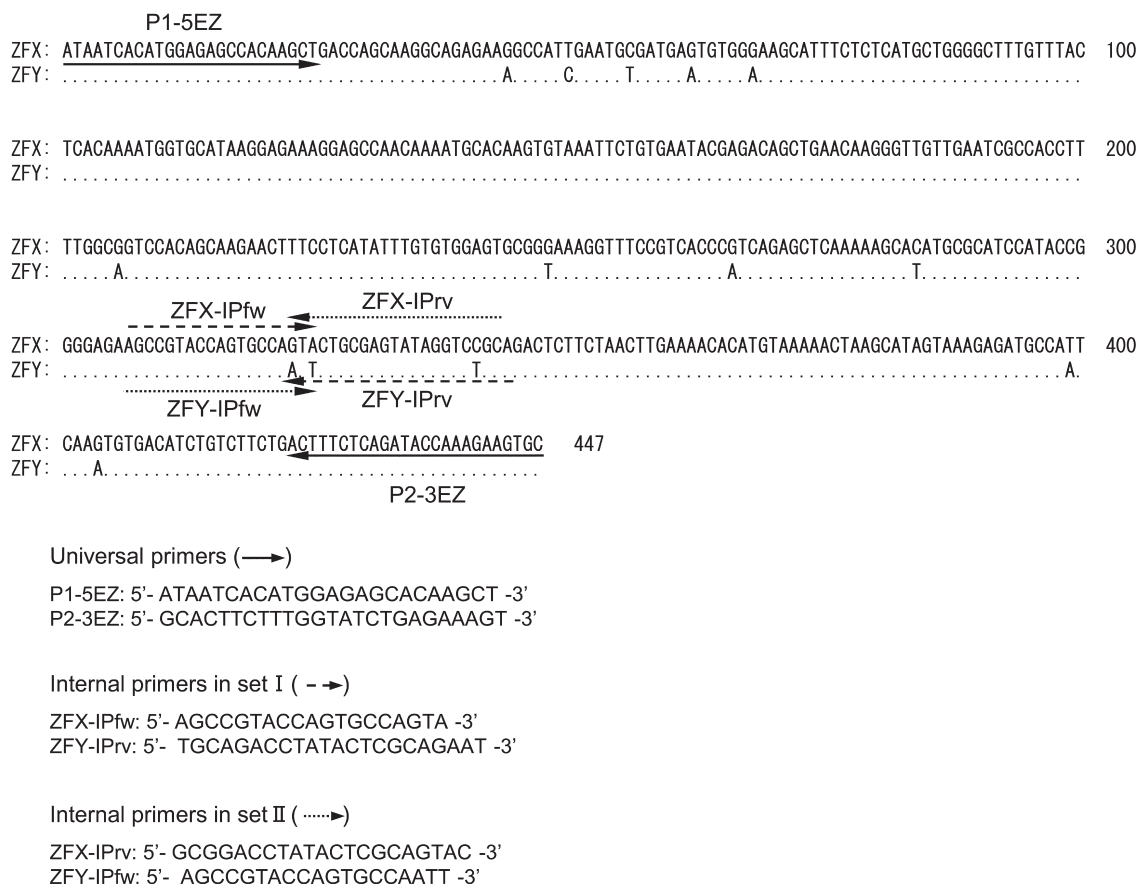 P1-5EZ
ZFX: ATAATCACATGGAGAGCCACAAGCTGACCAGCAAGGCAGAGAAGGCCATTGAATGCGATGAGTGTGGGAAGCATTTCTCTCATGCTGGGGCTTTGTTTAC 100
ZFY: ...........................................A.....C.....T.....A.....A................................
ZFX: TCACAAAATGGTGCATAAGGAGAAAGGAGCCAACAAAATGCACAAGTGTAAATTCTGTGAATACGAGACAGCTGAACAAGGGTTGTTGAATCGCCACCTT 200
ZFY: ....................................................................................................
ZFX: TTGGCGGTCCACAGCAAGAACTTTCCTCATATTTGTGTGGAGTGCGGGAAAGGTTTCCGTCACCCGTCAGAGCTCAAAAAGCACATGCGCATCCATACCG 300
ZFY: .....A.........................................T.................A.................T................
ZFX-IPfw ZFX-IPrv
ZFX: GGGAGAAGCCGTACCAGTGCCAGTACTGCGAGTATAGGTCCGCAGACTCTTCTAACTTGAAAACACATGTAAAAACTAAGCATAGTAAAGAGATGCCATT 400
ZFY: ......................A.T...............T.........................................................A.
ZFY-IPfw ZFY-IPrv
ZFX: CAAGTGTGACATCTGTCTTCTGACTTTCTCAGATACCAAAGAAGTGC 447
ZFY: ...A...........................................
P2-3EZ
Universal primers (→)
P1-5EZ: 5'- ATAATCACATGGAGAGCACAAGCT -3'
P2-3EZ: 5'- GCACTTCTTTGGTATCTGAGAAAGT -3'
Internal primers in set Ⅰ ( - -►)
ZFX-IPfw: 5'- AGCCGTACCAGTGCCAGTA -3'
ZFY-IPrv: 5'- TGCAGACCTATACTCGCAGAAT -3'
Internal primers in set Ⅱ ( ······►)
ZFX-IPrv: 5'- GCGGACCTATACTCGCAGTAC -3'
ZFY-IPfw: 5'- AGCCGTACCAGTGCCAATT -3'